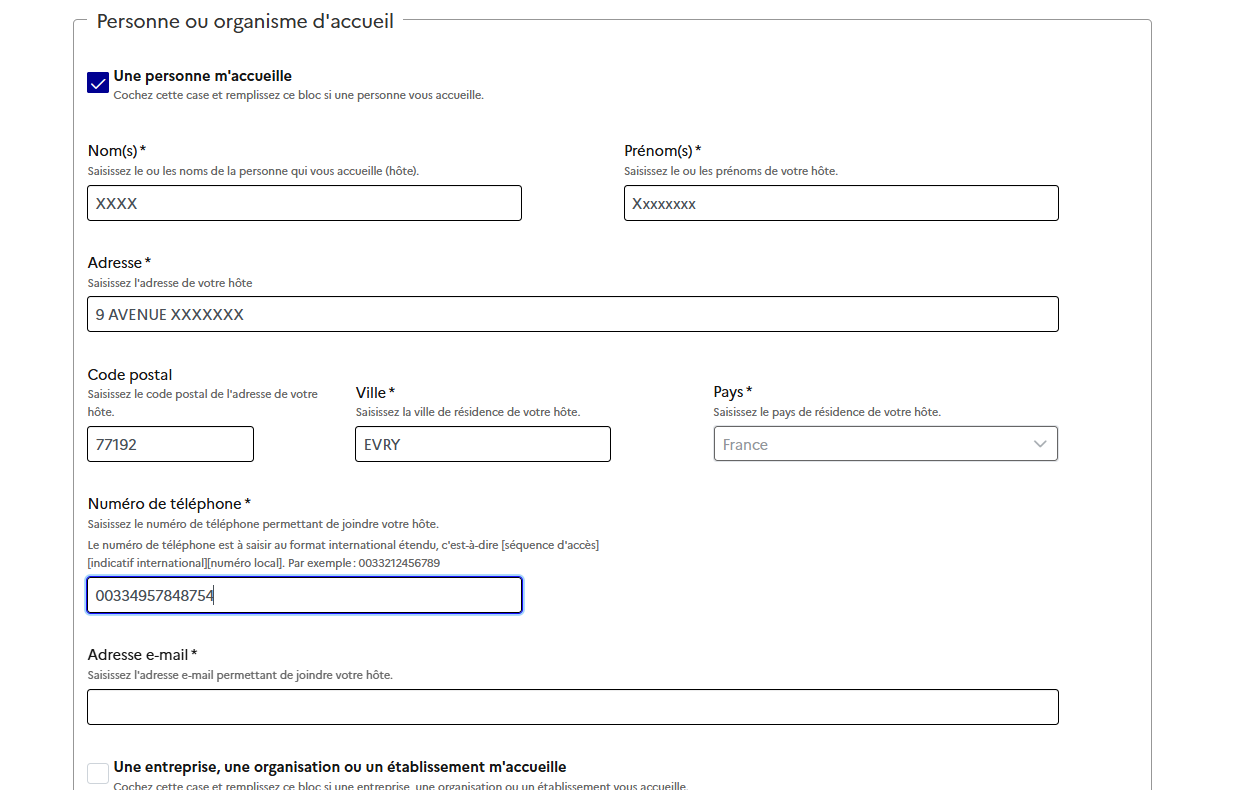 Personne ou organisme d'accueil
Une personne m'accueille
Cochez cette case et remplissez ce bloc si une personne vous accueille.
Nom(s) *
Prénom(s) *
Saisissez le ou les noms de la personne qui vous accueille (hôte).
Saisissez le ou les prénoms de votre hôte.
XXXX
Xxxxxxxx
Adresse *
Saisissez l'adresse de votre hôte
9 AVENUE XXXXXXX
Code postal
Saisissez le code postal de l'adresse de votre
hôte.
77192
Ville *
Saisissez la ville de résidence de votre hôte.
EVRY
Pays *
Saisissez le pays de résidence de votre hôte.
France
Numéro de téléphone *
Saisissez le numéro de téléphone permettant de joindre votre hôte.
Le numéro de téléphone est à saisir au format international étendu, c'est-à-dire [séquence d'accès]
[indicatif international][numéro local]. Par exemple : 0033212456789
00334957848754
Adresse e-mail *
Saisissez l'adresse e-mail permettant de joindre votre hôte.
Une entreprise, une organisation ou un établissement m'accueille
Cochez cette case et remplissez ce bloc si une entreprise, une organisation ou un établissement vous accueille.